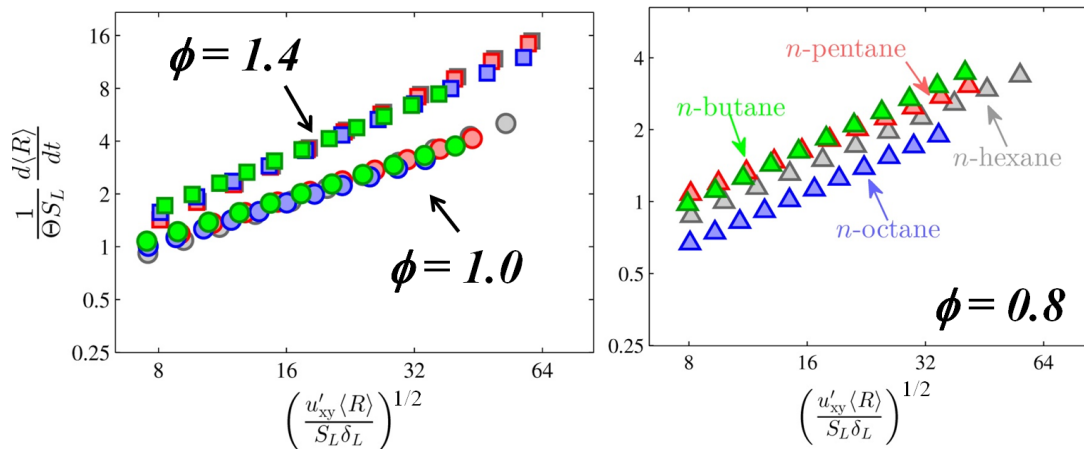 16
8
4
2
1
0.5
0.25
1/(Θ S_L) d⟨R⟩/dt
ϕ = 1.4
ϕ = 1.0
8 16 32 64
(u′_xy⟨R⟩/(S_L δ_L))^1/2
4
2
1
0.5
0.25
n-pentane
n-butane
n-hexane
n-octane
ϕ = 0.8
8 16 32 64
(u′_xy⟨R⟩/(S_L δ_L))^1/2